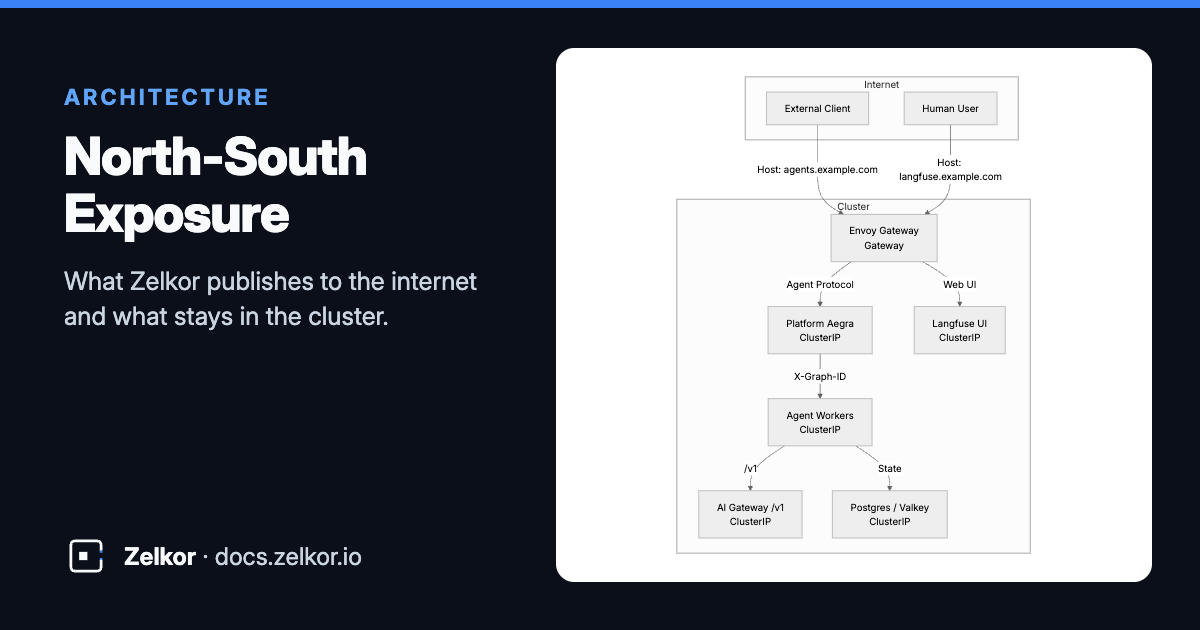 ARCHITECTURE
North-South
Exposure
What Zelkor publishes to the internet
and what stays in the cluster.
Zelkor · docs.zelkor.io
Internet
External Client
Human User
Host: agents.example.com
Host:
langfuse.example.com
Cluster
Envoy Gateway
Gateway
Agent Protocol
Web UI
Platform Aegra
ClusterIP
Langfuse UI
ClusterIP
X-Graph-ID
Agent Workers
ClusterIP
/v1
State
AI Gateway /v1
ClusterIP
Postgres / Valkey
ClusterIP